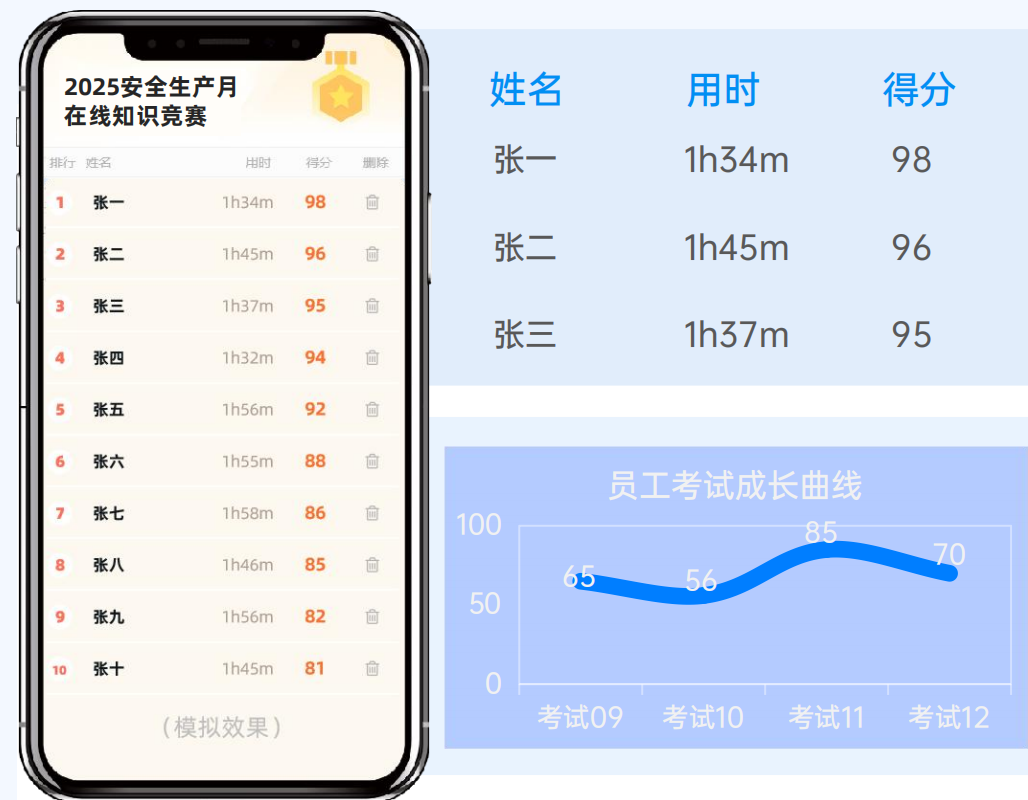 2025安全生产月
在线知识竞赛
排行 姓名 用时 得分 删除
1 张一 1h34m 98
2 张二 1h45m 96
3 张三 1h37m 95
4 张四 1h32m 94
5 张五 1h56m 92
6 张六 1h55m 88
7 张七 1h58m 86
8 张八 1h46m 85
9 张九 1h56m 82
10 张十 1h45m 81
（模拟效果）
姓名 用时 得分
张一 1h34m 98
张二 1h45m 96
张三 1h37m 95
员工考试成长曲线
100
50
0
65 56 85 70
考试09 考试10 考试11 考试12